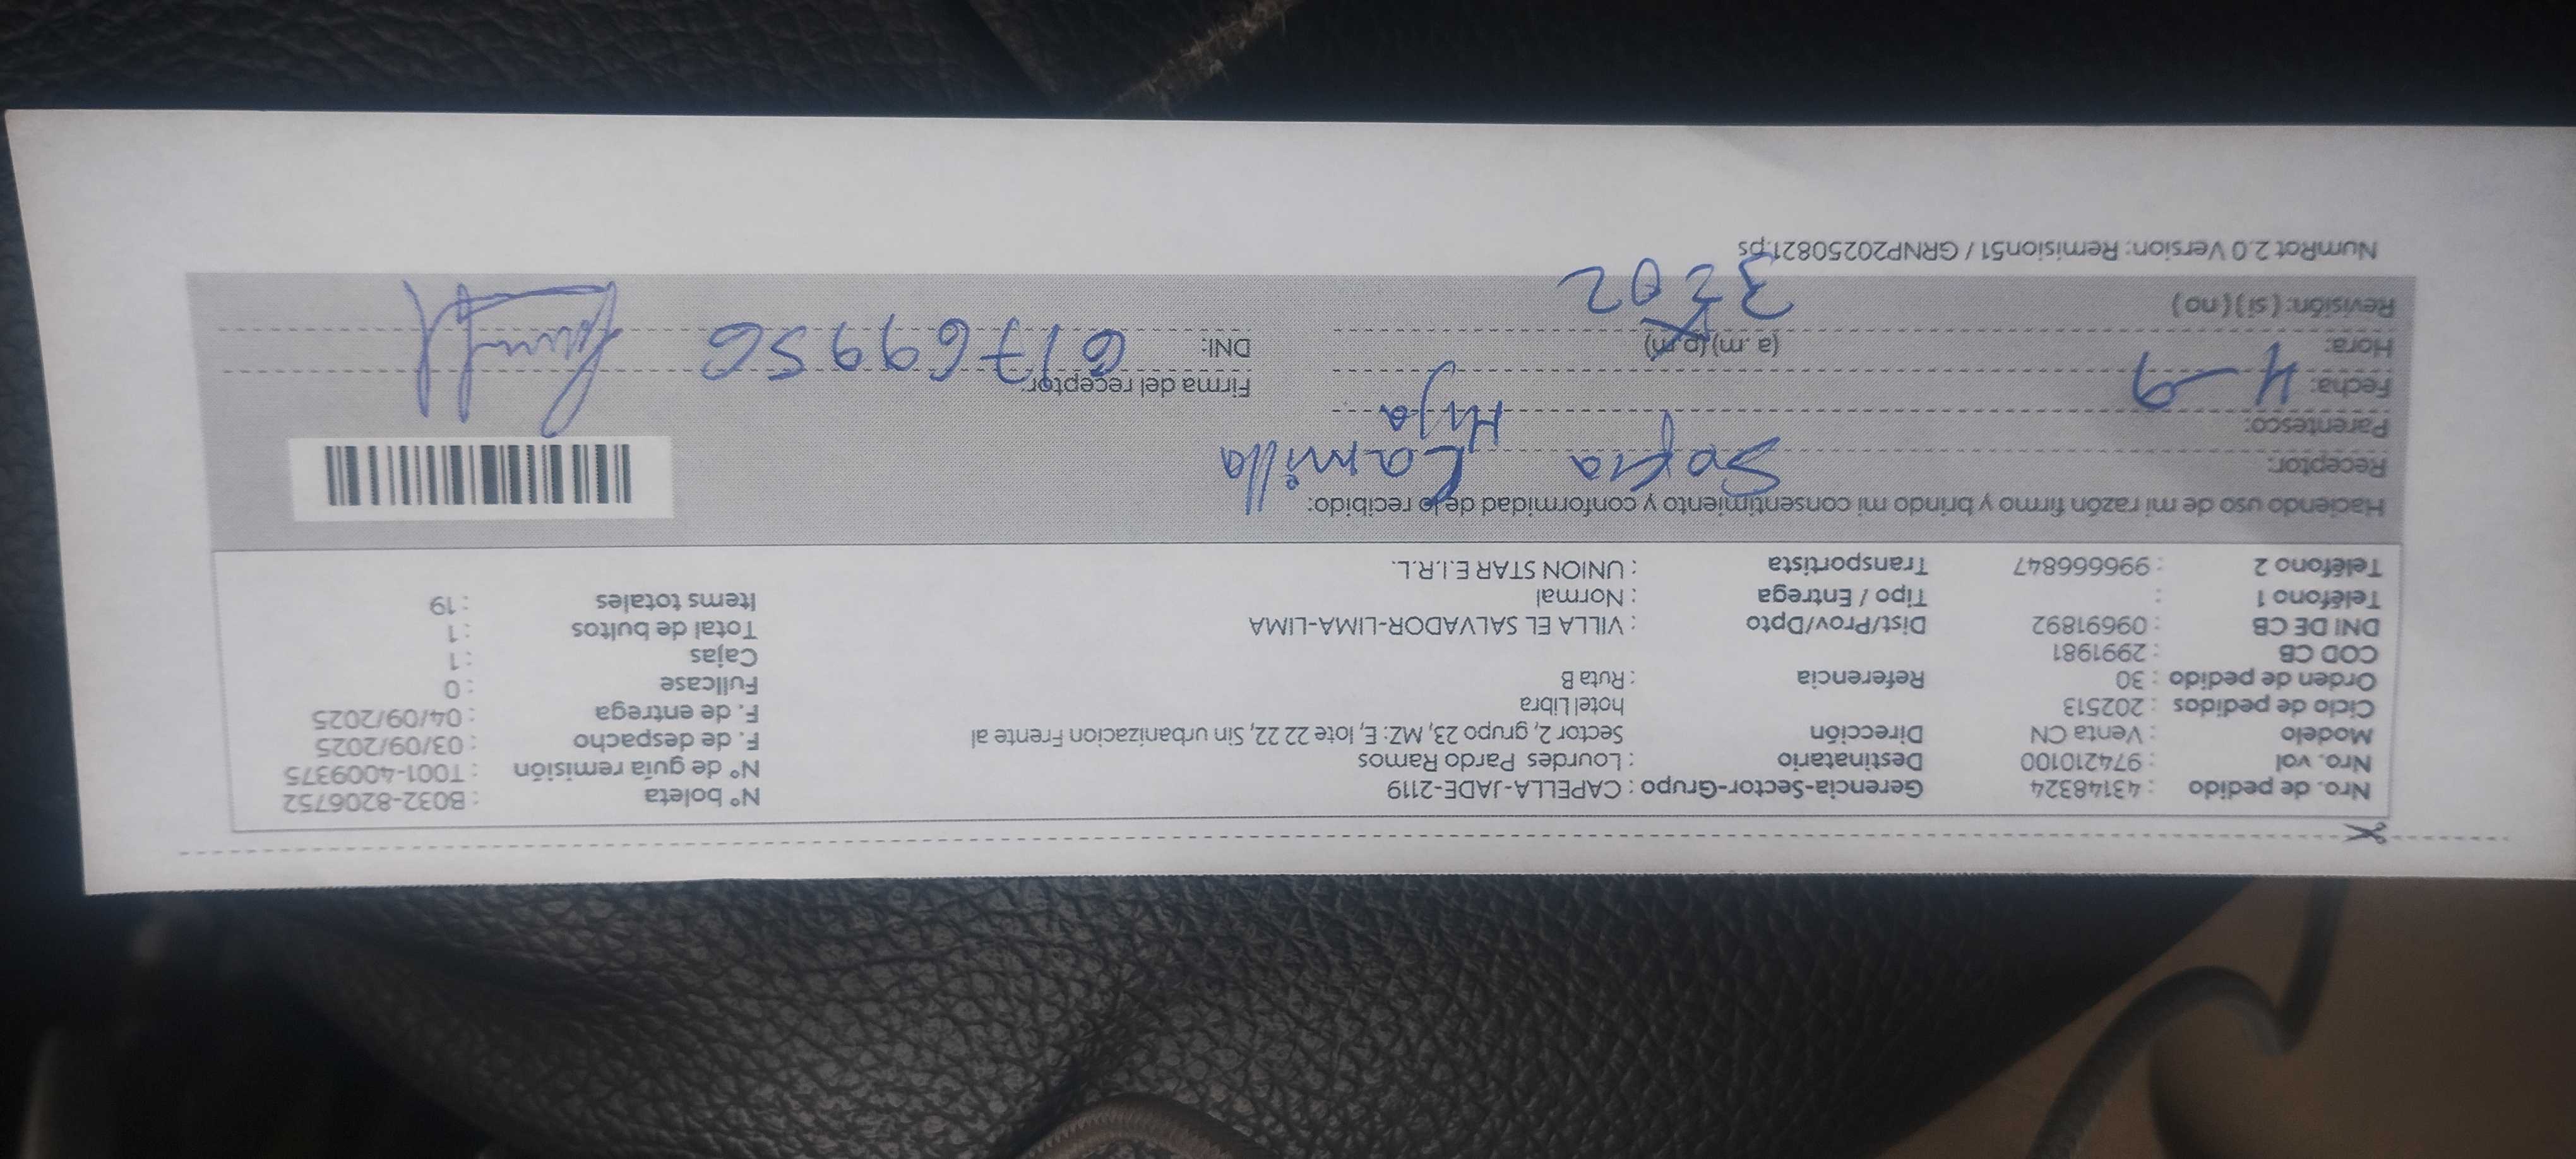 Nro. de pedido : 43148324 Gerencia-Sector-Grupo : CAPELLA-JADE-2119 N° boleta : B032-8206752
Nro. vol : 974210100 Destinatario : Lourdes Pardo Ramos N° de guía remisión : T001-4009375
Modelo : Venta CN Dirección Sector 2, grupo 23, MZ: E, lote 22 22, Sin urbanizacion Frente al F. de despacho : 03/09/2025
Ciclo de pedidos : 202513 hotel Libra F. de entrega : 04/09/2025
Orden de pedido : 30 Referencia : Ruta B Fullcase : 0
COD CB : 2991981 Cajas : 1
DNI DE CB : 09691892 Dist/Prov/Dpto : VILLA EL SALVADOR-LIMA-LIMA Total de bultos : 1
Teléfono 1 : Tipo / Entrega : Normal Items totales : 19
Teléfono 2 : 996666847 Transportista : UNION STAR E.I.R.L.
Haciendo uso de mi razón firmo y brindo mi consentimiento y conformidad de lo recibido:
Receptor: Sofia Camilla
Parentesco: Hija
Fecha: 4-9 Firma del receptor:
Hora: (a. m) (p. m) DNI: 61769956
Revisión: ( si ) ( no ) 3:02
NumRot 2.0 Version: Remision51 / GRNP20250821.ps